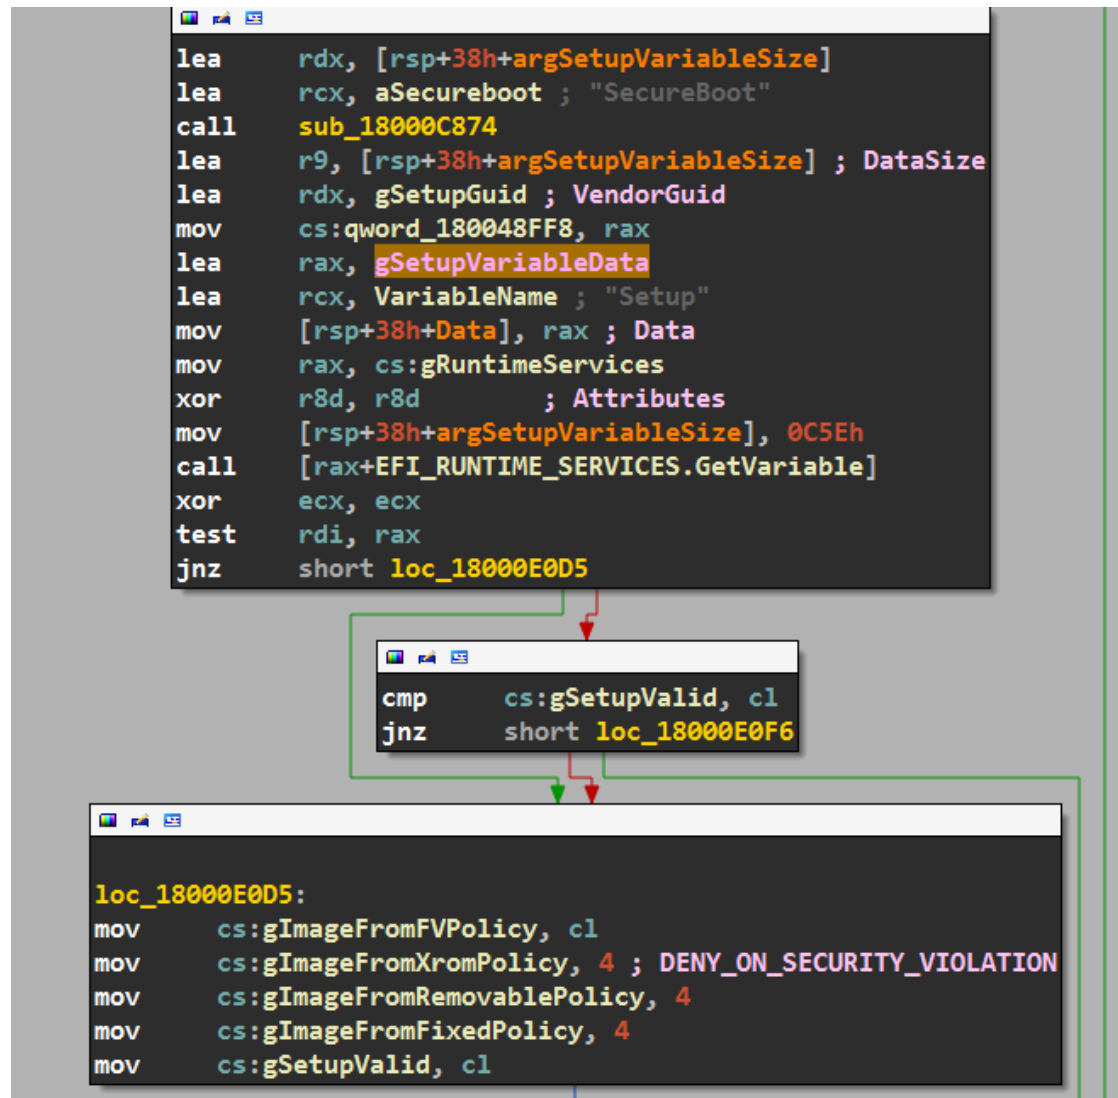 lea rdx, [rsp+38h+argSetupVariableSize]
lea rcx, aSecureboot ; "SecureBoot"
call sub_18000C874
lea r9, [rsp+38h+argSetupVariableSize] ; DataSize
lea rdx, gSetupGuid ; VendorGuid
mov cs:qword_180048FF8, rax
lea rax, gSetupVariableData
lea rcx, VariableName ; "Setup"
mov [rsp+38h+Data], rax ; Data
mov rax, cs:gRuntimeServices
xor r8d, r8d ; Attributes
mov [rsp+38h+argSetupVariableSize], 0C5Eh
call [rax+EFI_RUNTIME_SERVICES.GetVariable]
xor ecx, ecx
test rdi, rax
jnz short loc_18000E0D5
cmp cs:gSetupValid, cl
jnz short loc_18000E0F6
loc_18000E0D5:
mov cs:gImageFromFVPolicy, cl
mov cs:gImageFromXromPolicy, 4 ; DENY_ON_SECURITY_VIOLATION
mov cs:gImageFromRemovablePolicy, 4
mov cs:gImageFromFixedPolicy, 4
mov cs:gSetupValid, cl